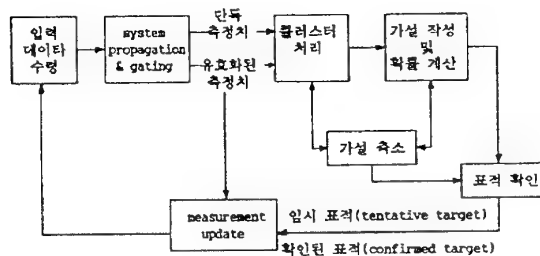 입력
데이타
수령
system
propagation
& gating
단독
측정치
유효화된
측정치
클러스터
처리
가설 작성
및
확률 계산
가설 축소
표적 확인
measurement
update
임시 표적(tentative target)
확인된 표적(confirmed target)